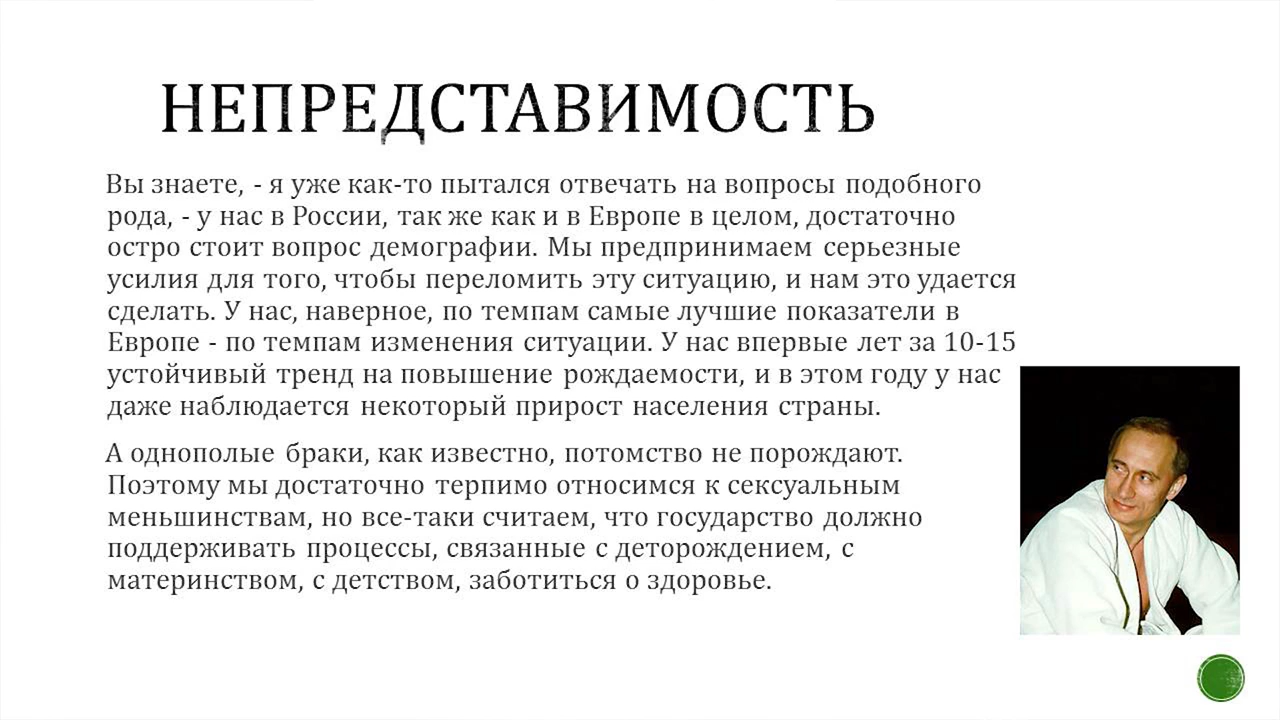 НЕПРЕДСТАВИМОСТЬ
Вы знаете, - я уже как-то пытался отвечать на вопросы подобного
рода, - у нас в России, так же как и в Европе в целом, достаточно
остро стоит вопрос демографии. Мы предпринимаем серьезные
усилия для того, чтобы переломить эту ситуацию, и нам это удается
сделать. У нас, наверное, по темпам самые лучшие показатели в
Европе - по темпам изменения ситуации. У нас впервые лет за 10-15
устойчивый тренд на повышение рождаемости, и в этом году у нас
даже наблюдается некоторый прирост населения страны.
А однополые браки, как известно, потомство не порождают.
Поэтому мы достаточно терпимо относимся к сексуальным
меньшинствам, но все-таки считаем, что государство должно
поддерживать процессы, связанные с деторождением, с
материнством, с детством, заботиться о здоровье.